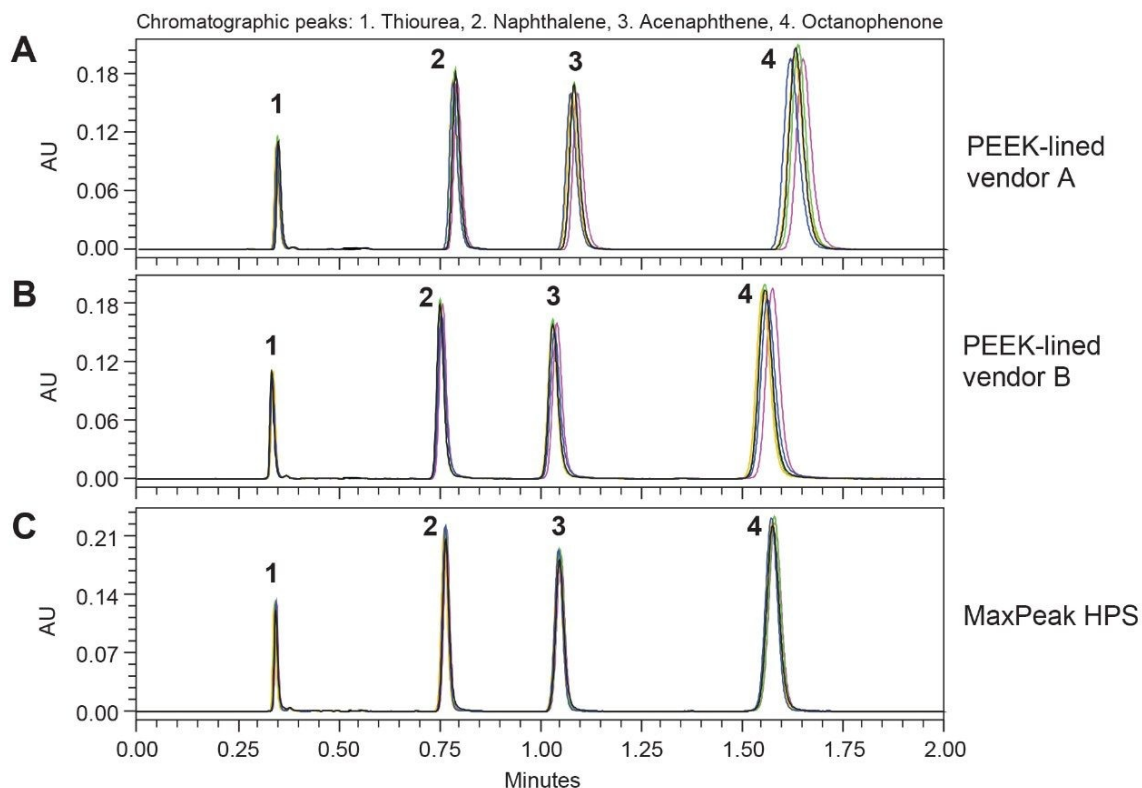 Chromatographic peaks: 1. Thiourea, 2. Naphthalene, 3. Acenaphthene, 4. Octanophenone
A
1
2
3
4
0.18
0.12
0.06
0.00
AU
PEEK-lined
vendor A
B
1
2
3
4
0.18
0.12
0.06
0.00
AU
PEEK-lined
vendor B
C
1
2
3
4
0.21
0.14
0.07
0.00
AU
MaxPeak HPS
0.00 0.25 0.50 0.75 1.00 1.25 1.50 1.75 2.00
Minutes